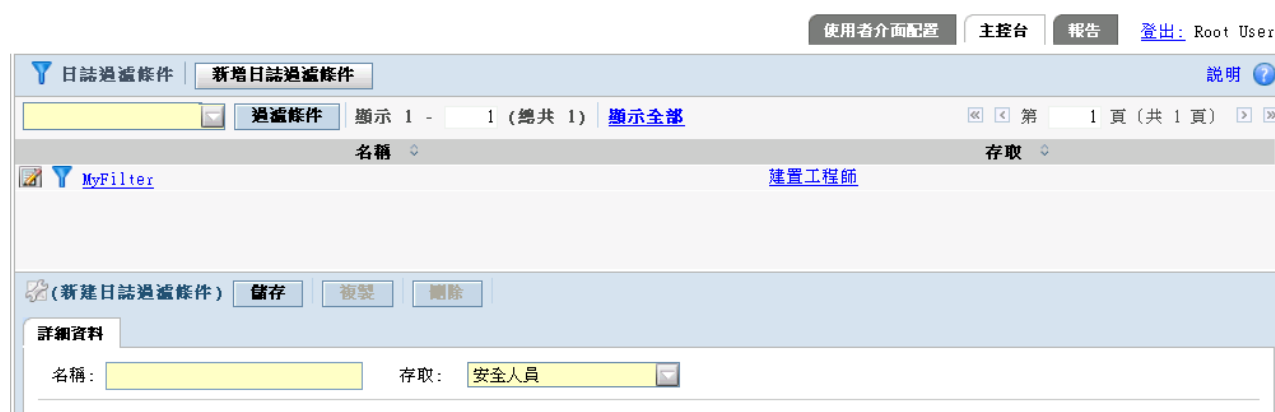 使用者介面配置 主控台 報告 登出: Root User
日誌過濾條件 新增日誌過濾條件 説明
過濾條件 顯示 1 - 1 (總共 1) 顯示全部 第 1 頁 (共 1 頁)
名稱 存取
MyFilter 建置工程師
(新建日誌過濾條件) 儲存 複製 刪除
詳細資料
名稱: 存取: 安全人員